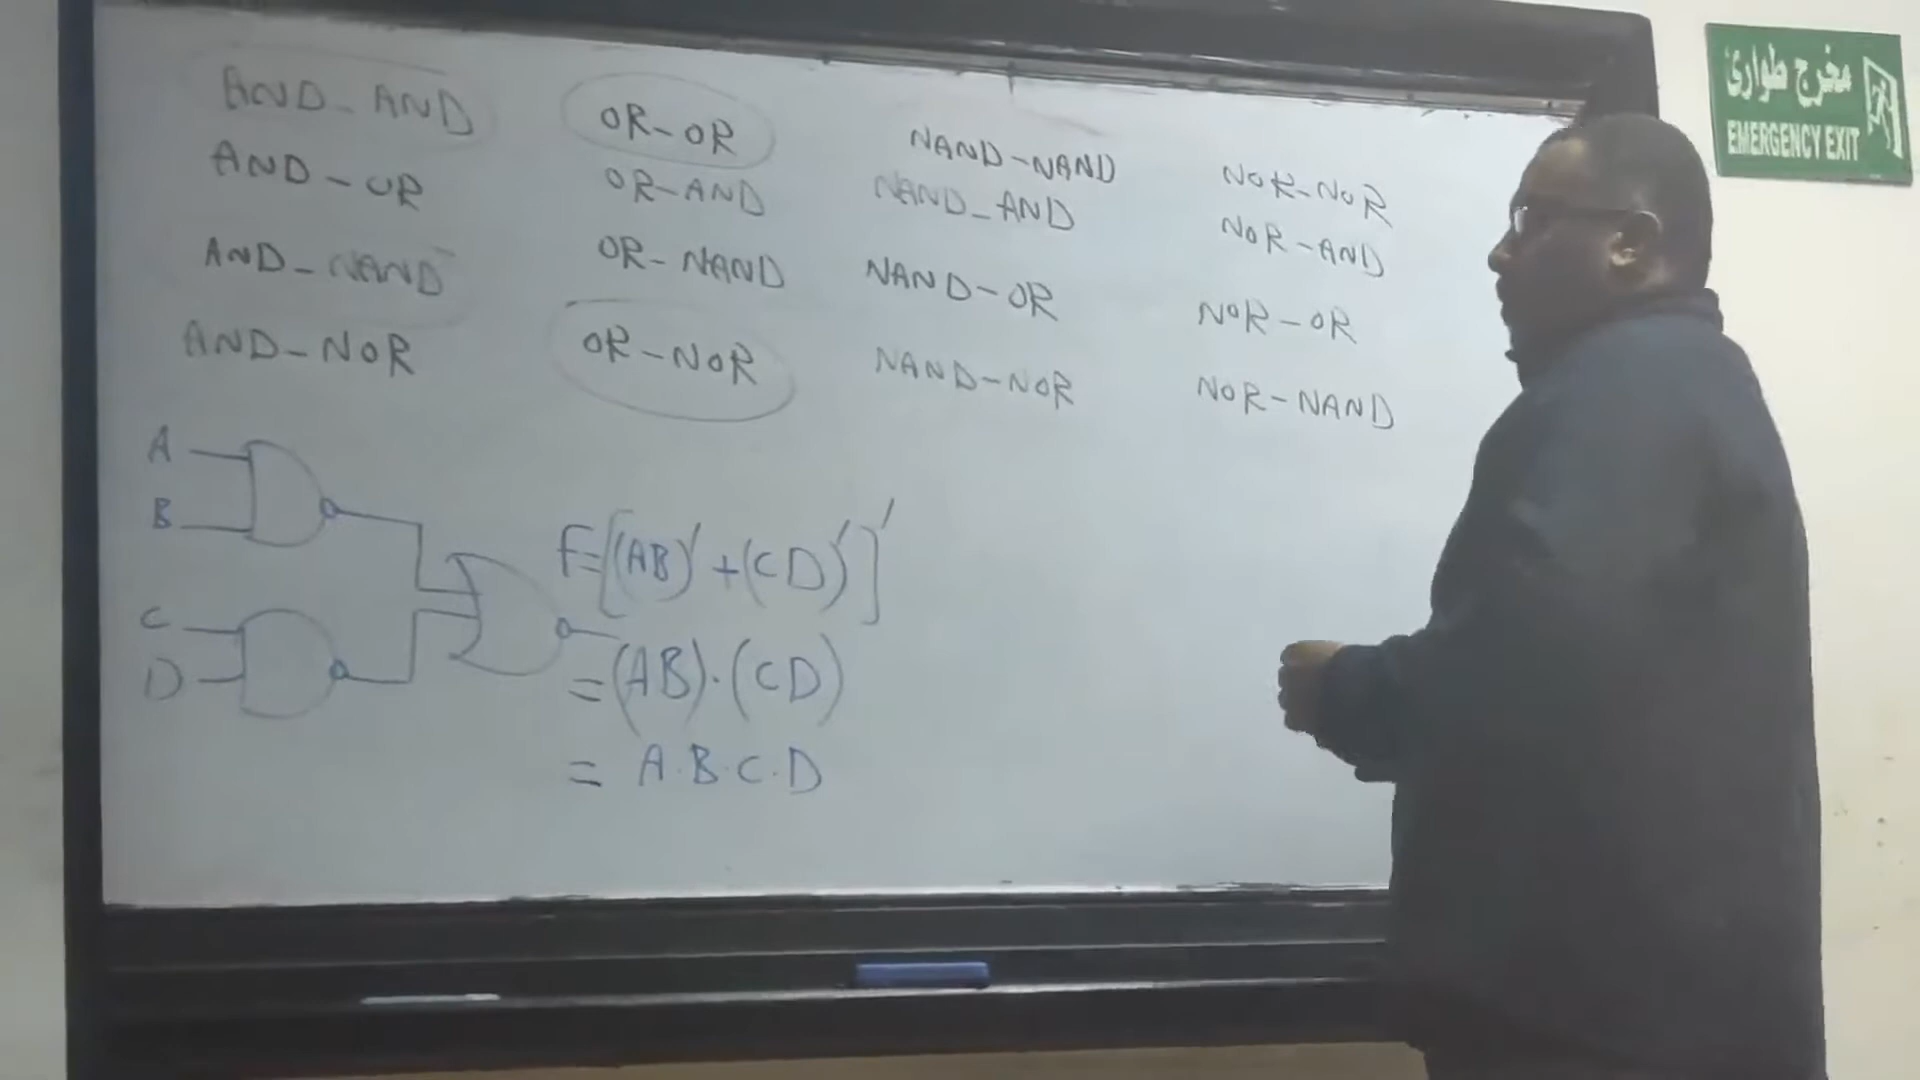 AND-AND OR-OR NAND-NAND NOR-NOR
AND-OR OR-AND NAND-AND NOR-AND
AND-NAND OR-NAND NAND-OR NOR-OR
AND-NOR OR-NOR NAND-NOR NOR-NAND
A
B
C
D
F=[(AB)'+(CD)']'
=(AB).(CD)
= A.B.C.D
مخرج طوارئ
EMERGENCY EXIT